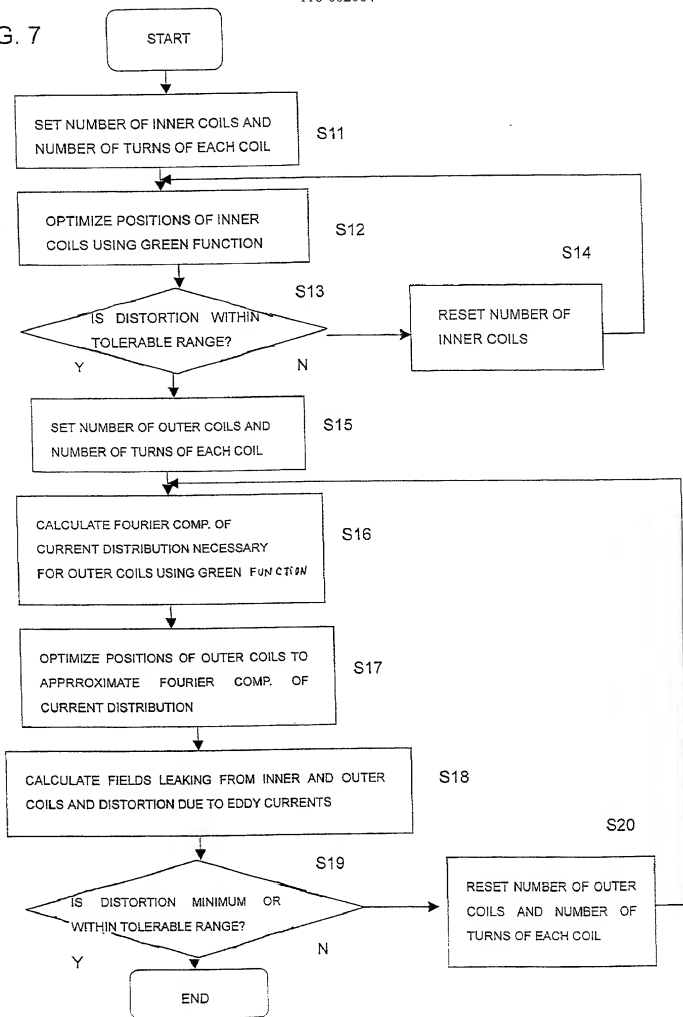 G. 7
START
SET NUMBER OF INNER COILS AND
NUMBER OF TURNS OF EACH COIL
S11
OPTIMIZE POSITIONS OF INNER
COILS USING GREEN FUNCTION
S12
S13
IS DISTORTION WITHIN
TOLERABLE RANGE?
Y
N
S14
RESET NUMBER OF
INNER COILS
SET NUMBER OF OUTER COILS AND
NUMBER OF TURNS OF EACH COIL
S15
CALCULATE FOURIER COMP. OF
CURRENT DISTRIBUTION NECESSARY
FOR OUTER COILS USING GREEN FUNCTION
S16
OPTIMIZE POSITIONS OF OUTER COILS TO
APPRROXIMATE FOURIER COMP. OF
CURRENT DISTRIBUTION
S17
CALCULATE FIELDS LEAKING FROM INNER AND OUTER
COILS AND DISTORTION DUE TO EDDY CURRENTS
S18
S19
IS DISTORTION MINIMUM OR
WITHIN TOLERABLE RANGE?
Y
N
S20
RESET NUMBER OF OUTER
COILS AND NUMBER OF
TURNS OF EACH COIL
END